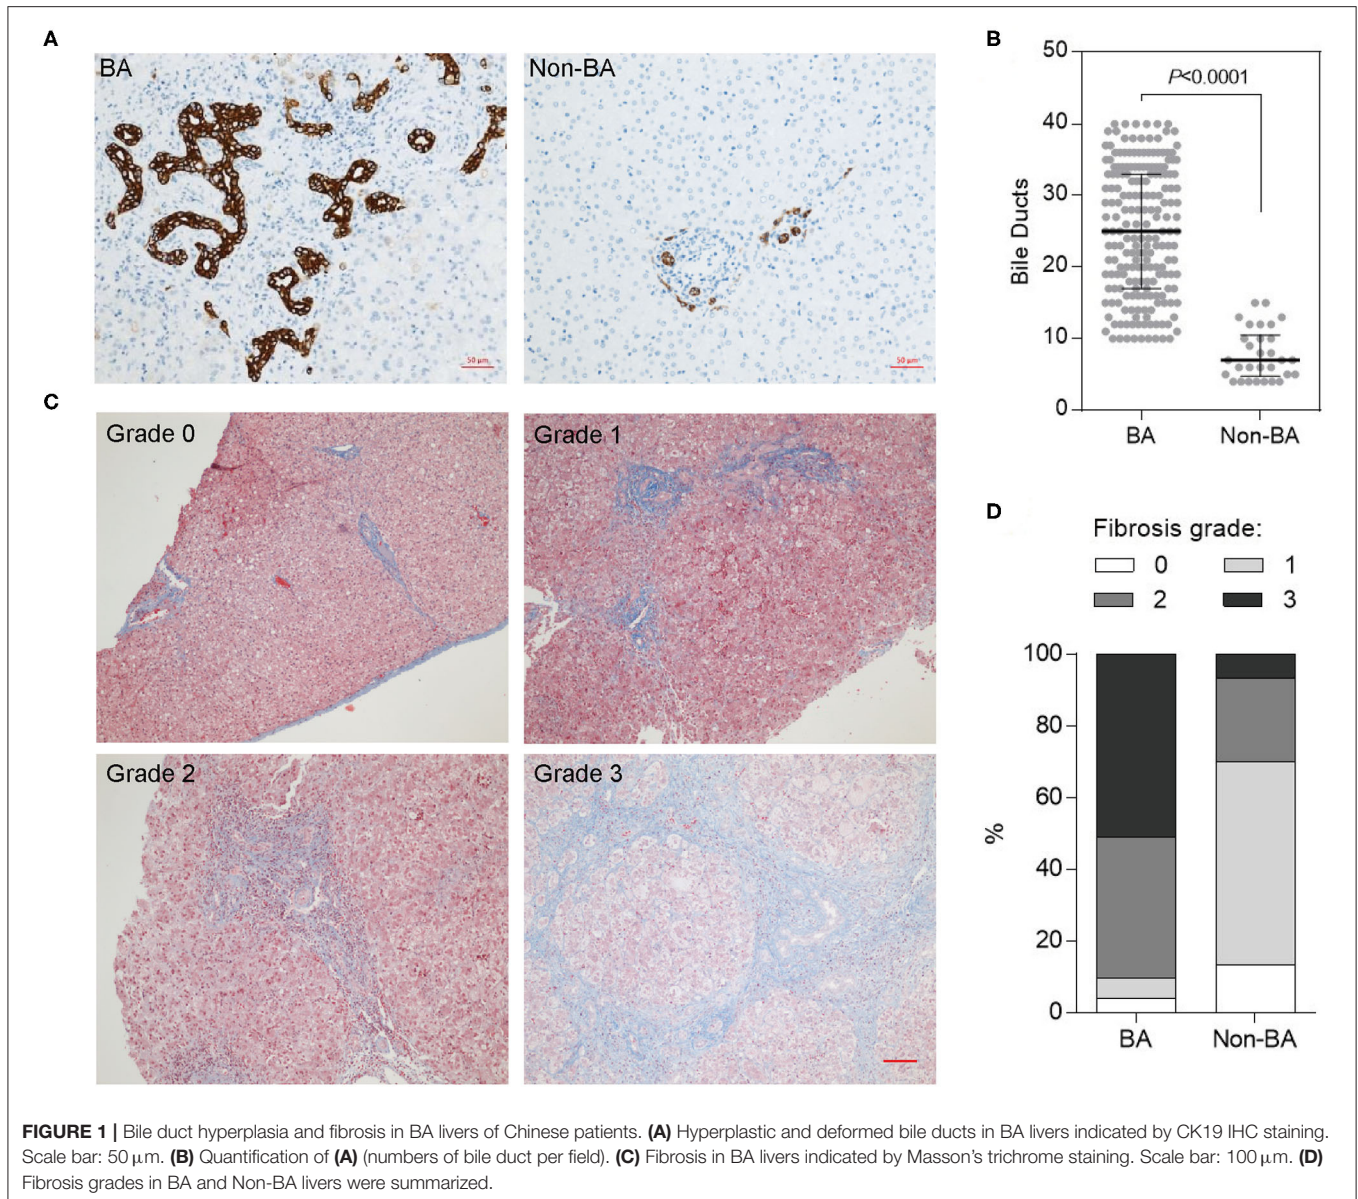 A
BA
50 µm
Non-BA
50 µm
B
50
40
30
20
10
0
Bile Ducts
P<0.0001
BA
Non-BA
C
Grade 0
Grade 1
Grade 2
Grade 3
D
Fibrosis grade:
0
1
2
3
100
80
60
40
20
0
%
BA
Non-BA
FIGURE 1 | Bile duct hyperplasia and fibrosis in BA livers of Chinese patients. (A) Hyperplastic and deformed bile ducts in BA livers indicated by CK19 IHC staining.
Scale bar: 50 µm. (B) Quantification of (A) (numbers of bile duct per field). (C) Fibrosis in BA livers indicated by Masson's trichrome staining. Scale bar: 100 µm. (D)
Fibrosis grades in BA and Non-BA livers were summarized.